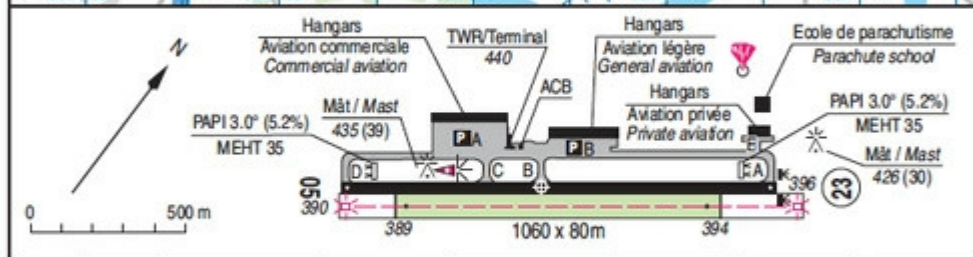 N
Hangars
Aviation commerciale
Commercial aviation
TWR/Terminal
440
ACB
Hangars
Aviation légère
General aviation
Ecole de parachutisme
Parachute school
Hangars
Aviation privée
Private aviation
PAPI 3.0° (5.2%)
MEHT 35
Mât / Mast
435 (39)
PAPI 3.0° (5.2%)
MEHT 35
Mât / Mast
426 (30)
P A
P B
E
D
C B
A
05
390
396
23
0 500 m
389
1060 x 80m
394